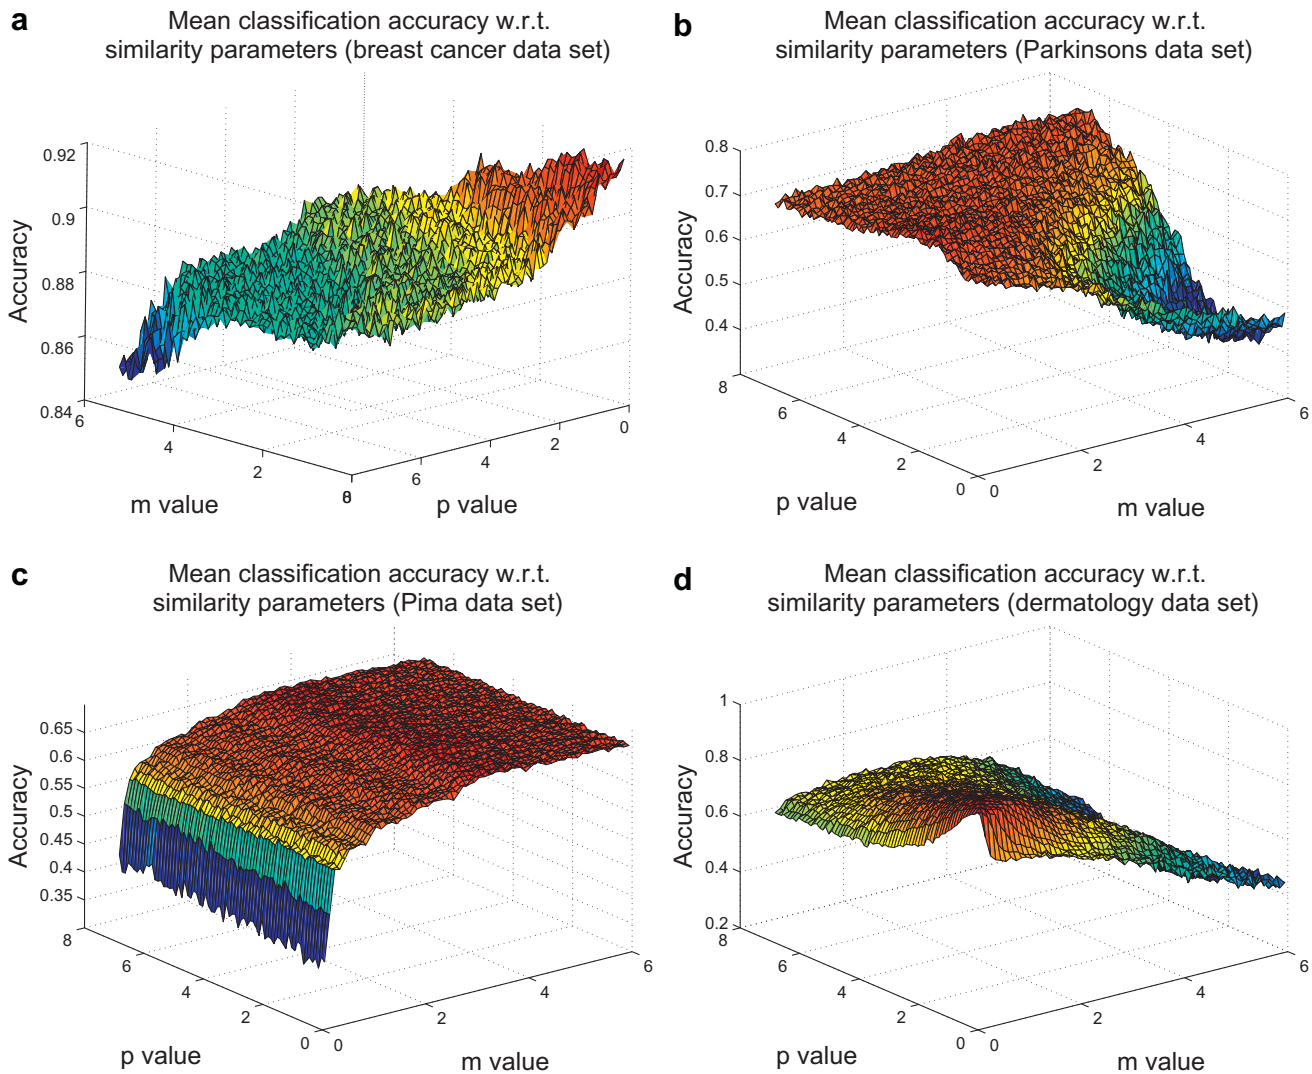 a
Mean classification accuracy w.r.t.
similarity parameters (breast cancer data set)
0.92
0.9
0.88
0.86
0.84
Accuracy
6
4
2
0
8
6
4
2
0
m value
p value
b
Mean classification accuracy w.r.t.
similarity parameters (Parkinsons data set)
0.8
0.7
0.6
0.5
0.4
Accuracy
8
6
4
2
0
0
2
4
6
p value
m value
c
Mean classification accuracy w.r.t.
similarity parameters (Pima data set)
0.65
0.6
0.55
0.5
0.45
0.4
0.35
Accuracy
8
6
4
2
0
0
2
4
6
p value
m value
d
Mean classification accuracy w.r.t.
similarity parameters (dermatology data set)
1
0.8
0.6
0.4
0.2
Accuracy
8
6
4
2
0
0
2
4
6
p value
m value